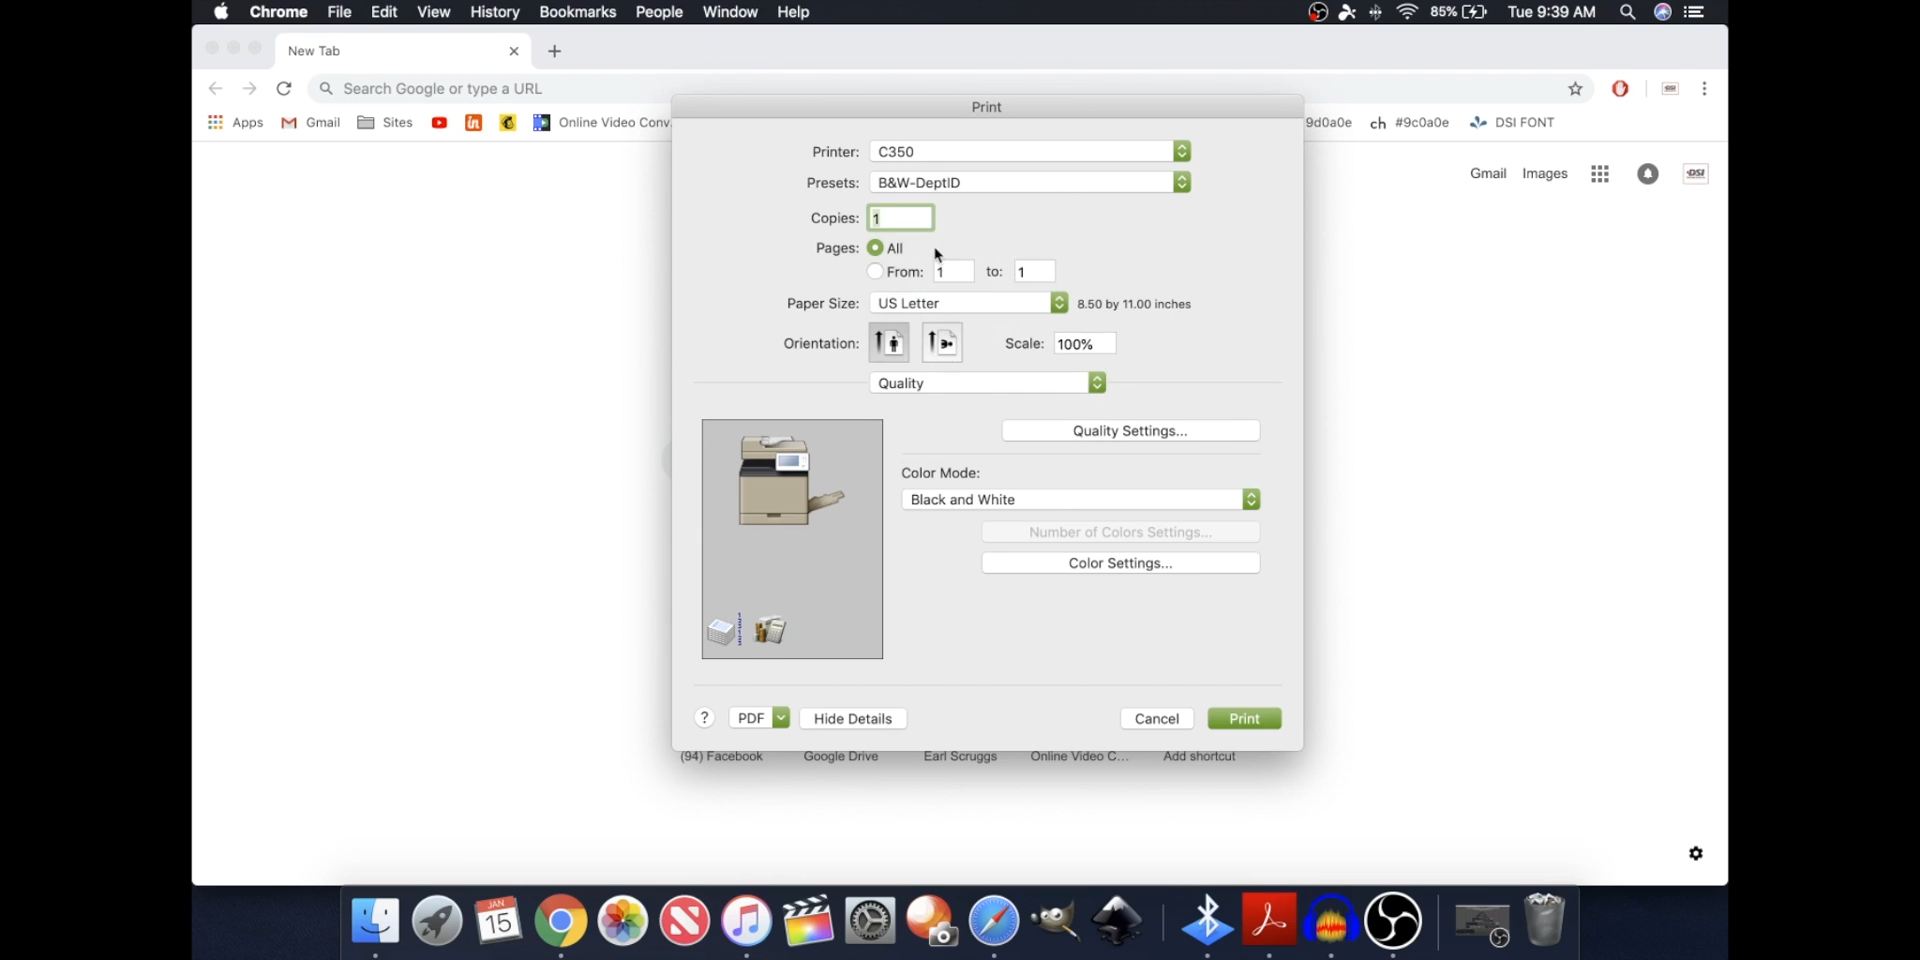 Chrome File Edit View History Bookmarks People Window Help 85% Tue 9:39 AM
New Tab
Search Google or type a URL
Apps Gmail Sites Online Video Conv. 9d0a0e ch #9c0a0e DSI FONT
Gmail Images DSI
Print
Printer: C350
Presets: B&W-DeptID
Copies: 1
Pages: All
From: 1 to: 1
Paper Size: US Letter 8.50 by 11.00 inches
Orientation: Scale: 100%
Quality
Quality Settings...
Color Mode:
Black and White
Number of Colors Settings...
Color Settings...
? PDF Hide Details Cancel Print
(94) Facebook Google Drive Earl Scruggs Online Video C... Add shortcut
JAN
15